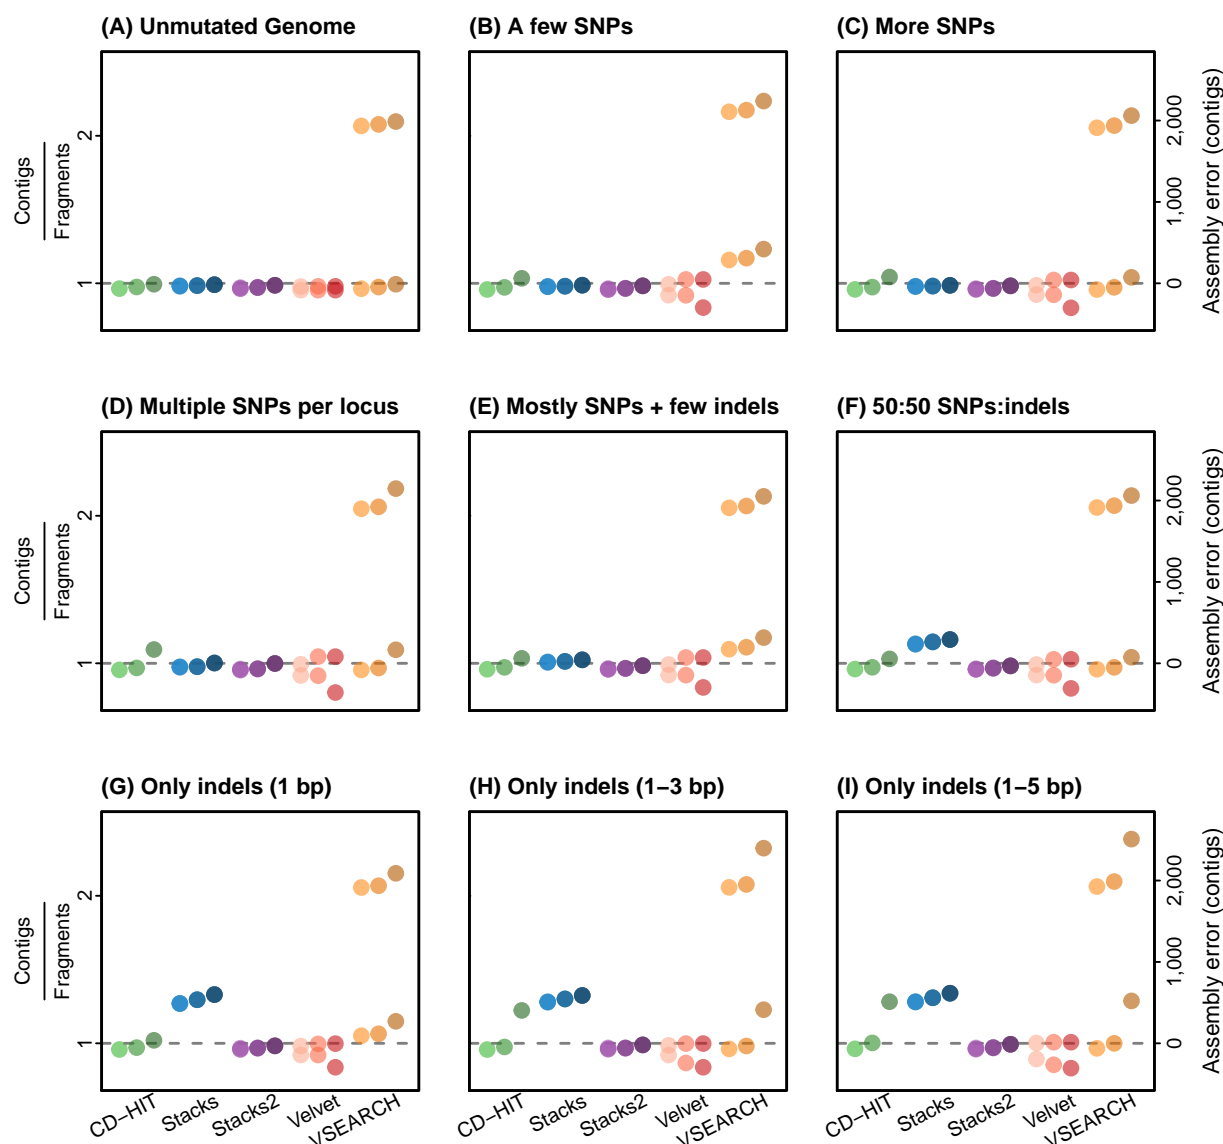 (A) Unmutated Genome
(B) A few SNPs
(C) More SNPs
Contigs
Fragments
1
2
0
1,000
2,000
Assembly error (contigs)
(D) Multiple SNPs per locus
(E) Mostly SNPs + few indels
(F) 50:50 SNPs:indels
Contigs
Fragments
1
2
0
1,000
2,000
Assembly error (contigs)
(G) Only indels (1 bp)
(H) Only indels (1–3 bp)
(I) Only indels (1–5 bp)
Contigs
Fragments
1
2
0
1,000
2,000
Assembly error (contigs)
CD–HIT
Stacks
Stacks2
Velvet
VSEARCH
CD–HIT
Stacks
Stacks2
Velvet
VSEARCH
CD–HIT
Stacks
Stacks2
Velvet
VSEARCH